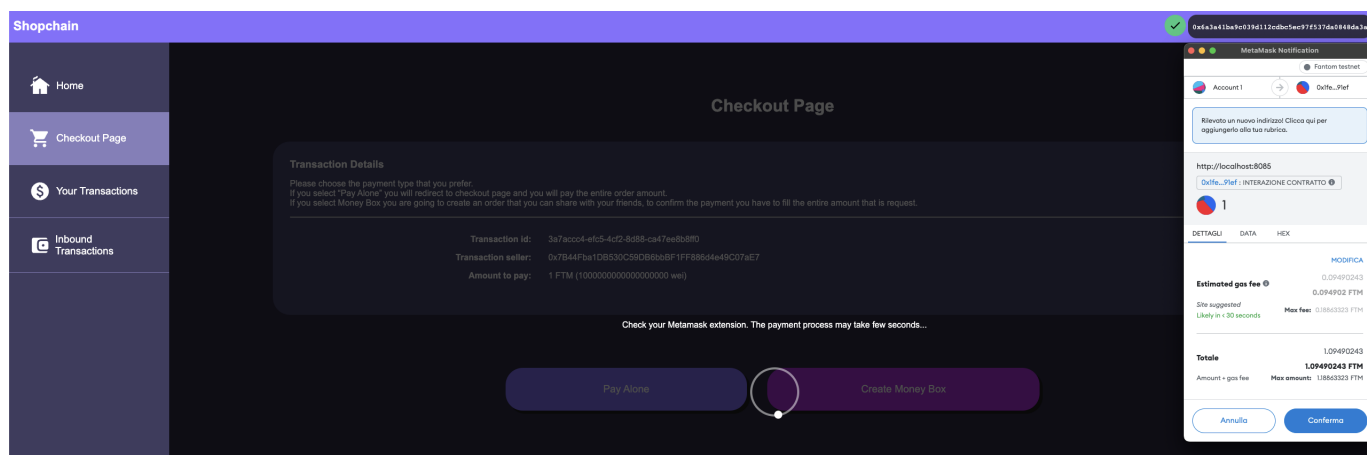 Shopchain
0x6a3a41ba9c039d112cdbc5ec97f537da0848da3a
Home
Checkout Page
Your Transactions
Inbound
Transactions
Checkout Page
Transaction Details
Please choose the payment type that you prefer.
If you select "Pay Alone" you will redirect to checkout page and you will pay the entire order amount.
If you select Money Box you are going to create an order that you can share with your friends, to confirm the payment you have to fill the entire amount that is request.
Transaction id: 3a7accc4-efc5-4cf2-8d88-ca47ee8b8ff0
Transaction seller: 0x7B44Fba1DB530C59DB6bbBF1FF886d4e49C07aE7
Amount to pay: 1 FTM (1000000000000000000 wei)
Check your Metamask extension. The payment process may take few seconds...
Pay Alone
Create Money Box
MetaMask Notification
Fantom testnet
Account 1
0x1fe...91ef
Rilevato un nuovo indirizzo! Clicca qui per
aggiungerlo alla tua rubrica.
http://localhost:8085
0x1fe...91ef : INTERAZIONE CONTRATTO
1
DETTAGLI DATA HEX
MODIFICA
0.09490243
Estimated gas fee
0.094902 FTM
Site suggested
Likely in < 30 seconds
Max fee: 0.18863323 FTM
1.09490243
Totale
1.09490243 FTM
Amount + gas fee
Max amount: 1.18863323 FTM
Annulla
Conferma